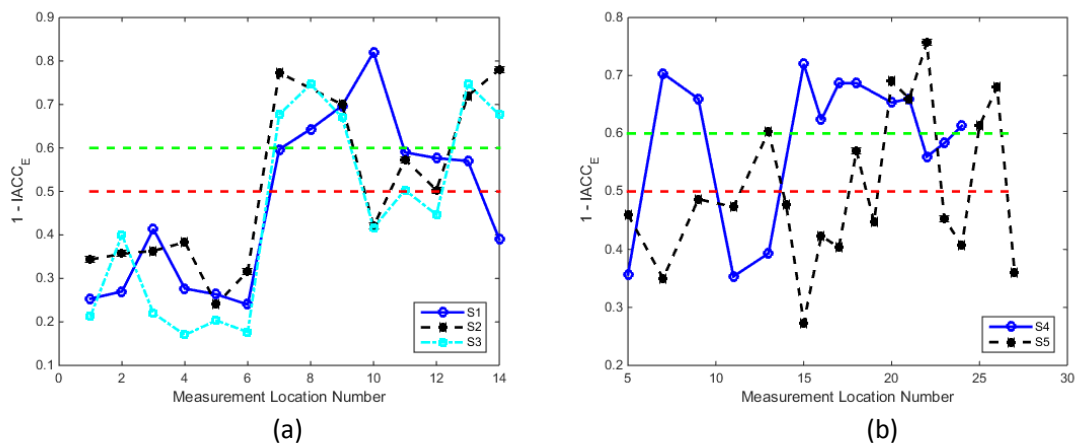 0.9
0.8
0.7
0.6
0.5
0.4
0.3
0.2
0.1
1 - IACC_E
0 2 4 6 8 10 12 14
Measurement Location Number
S1
S2
S3
(a)
0.8
0.7
0.6
0.5
0.4
0.3
0.2
1 - IACC_E
5 10 15 20 25 30
Measurement Location Number
S4
S5
(b)